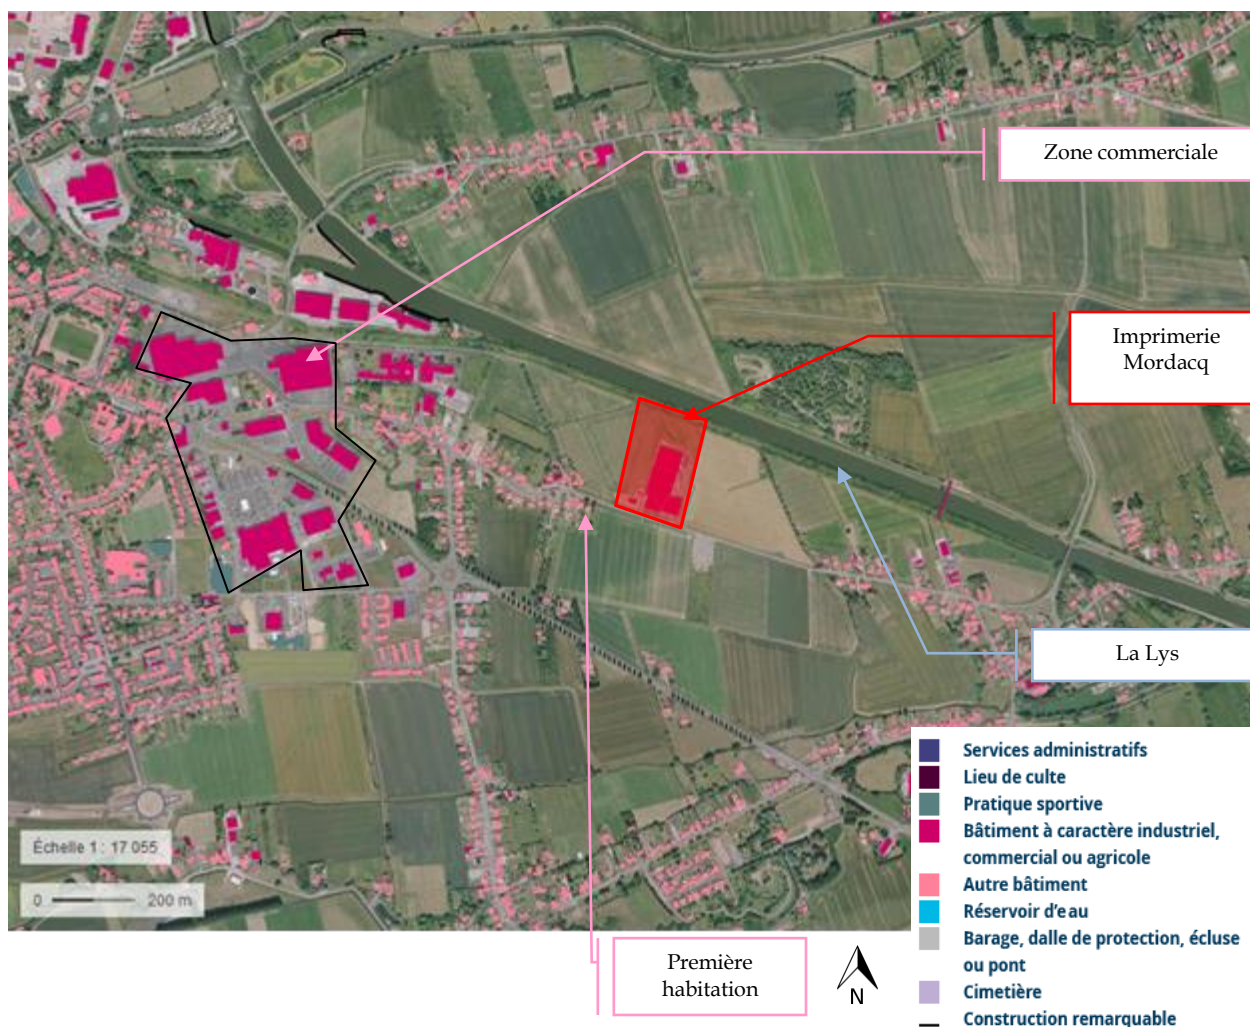 Zone commerciale
Imprimerie
Mordacq
La Lys
Services administratifs
Lieu de culte
Pratique sportive
Bâtiment à caractère industriel,
commercial ou agricole
Autre bâtiment
Réservoir d'eau
Barage, dalle de protection, écluse
ou pont
Cimetière
Construction remarquable
Échelle 1 : 17 055
0 200 m
Première
habitation
N